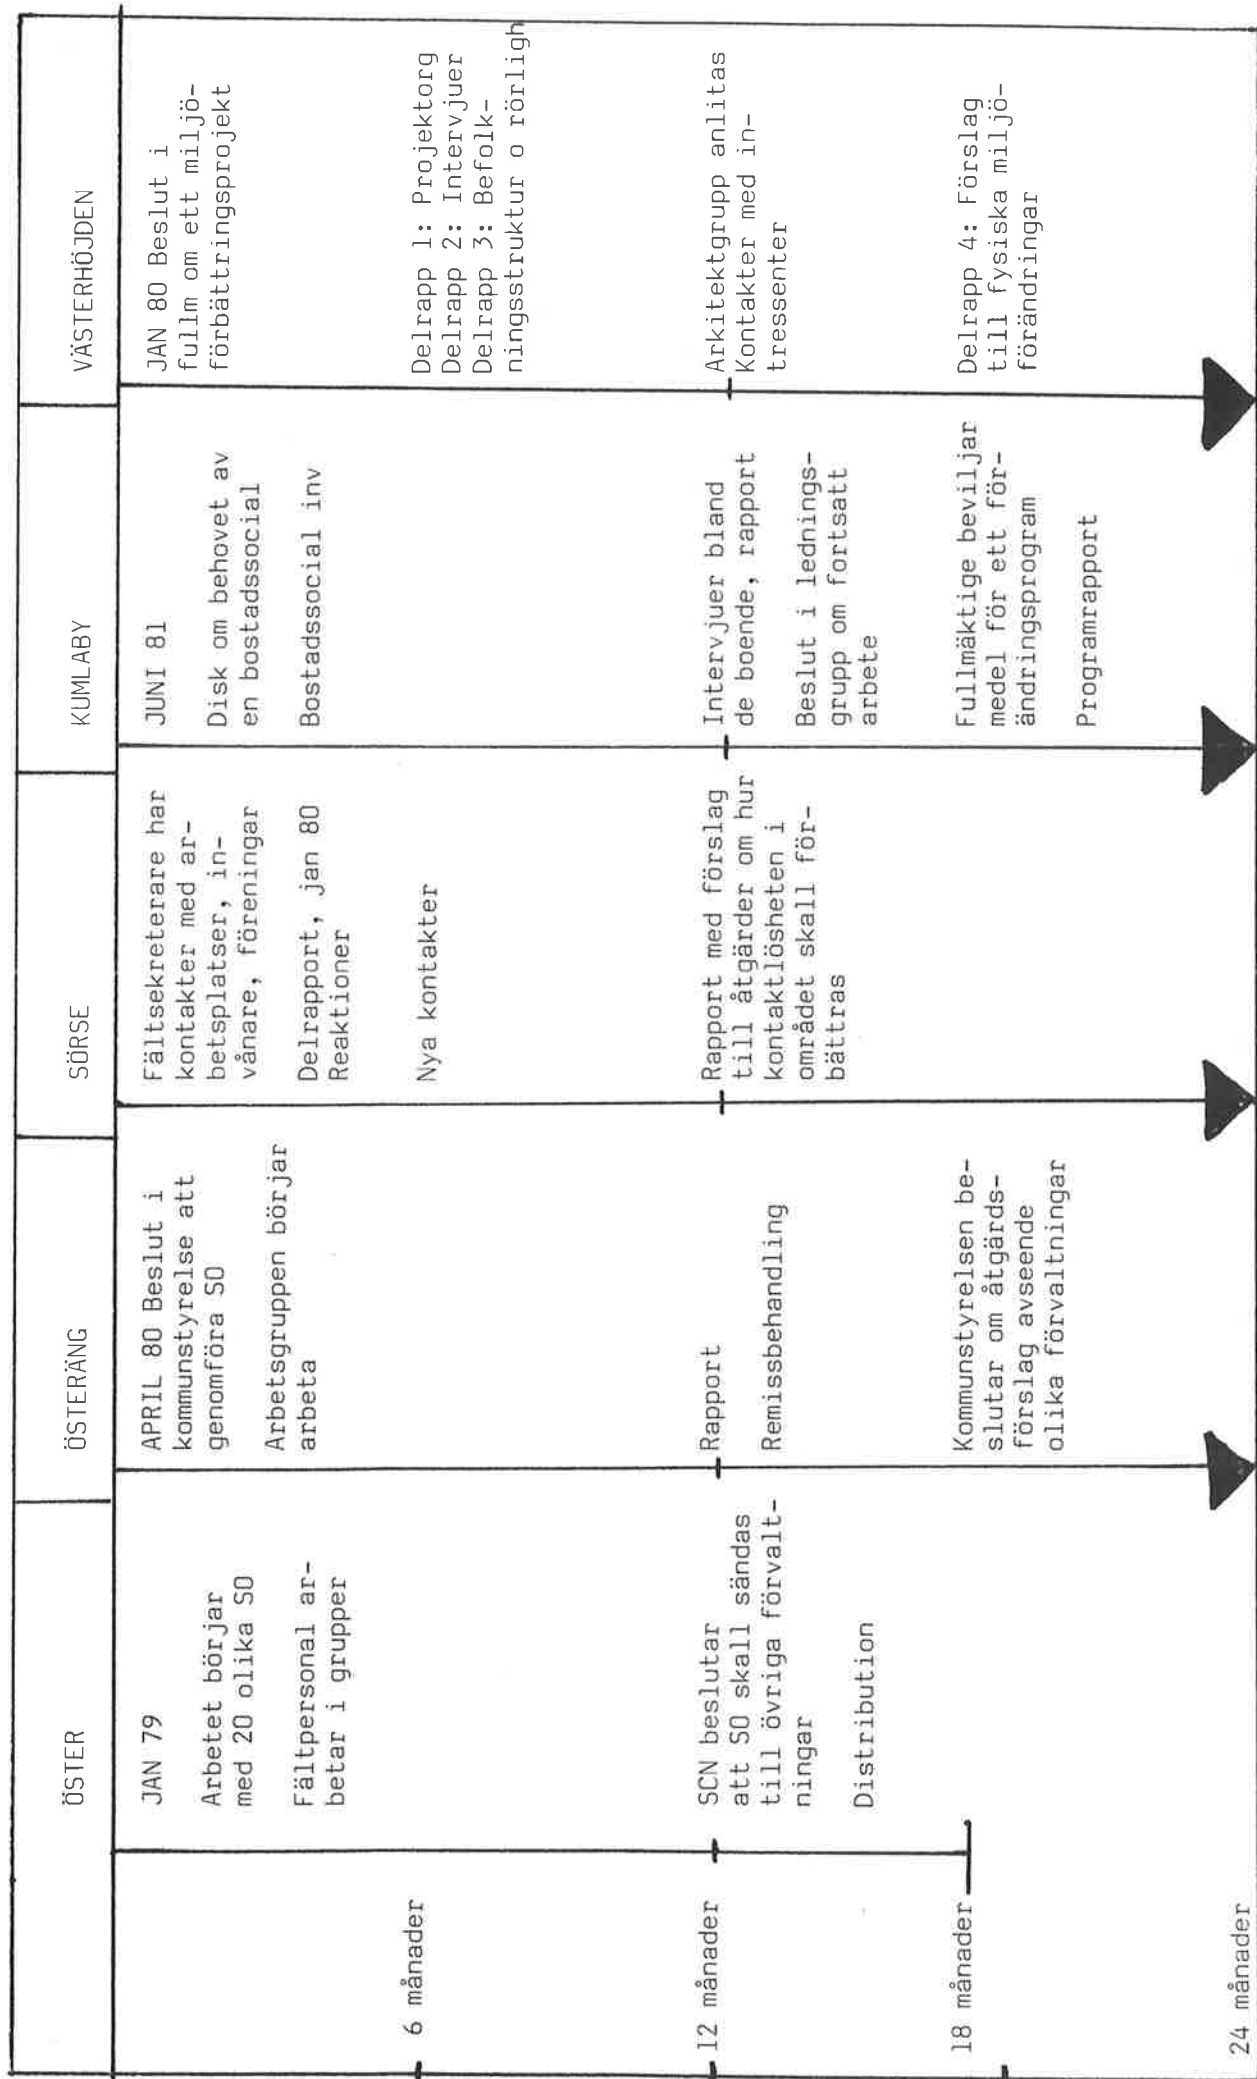 ÖSTER
ÖSTERÄNG
SÖRSE
KUMLABY
VÄSTERHÖJDEN
6 månader
12 månader
18 månader
24 månader
JAN 79
Arbetet börjar
med 20 olika SO
Fältpersonal ar-
betar i grupper
SCN beslutar
att SO skall sändas
till övriga förvalt-
ningar
Distribution
APRIL 80 Beslut i
kommunstyrelse att
genomföra SO
Arbetsgruppen börjar
arbeta
Rapport
Remissbehandling
Kommunstyrelsen be-
slutar om åtgärds-
förslag avseende
olika förvaltningar
Fältsekreterare har
kontakter med ar-
betsplatser, in-
vånare, föreningar
Delrapport, jan 80
Reaktioner
Nya kontakter
Rapport med förslag
till åtgärder om hur
kontaktlösheten i
området skall för-
bättras
JUNI 81
Disk om behovet av
en bostadssocial
Bostadssocial inv
Intervjuer bland
de boende, rapport
Beslut i lednings-
grupp om fortsatt
arbete
Fullmäktige beviljar
medel för ett för-
ändringsprogram
Programrapport
JAN 80 Beslut i
fullm om ett miljö-
förbättringsprojekt
Delrapp 1: Projektorg
Delrapp 2: Intervjuer
Delrapp 3: Befolk-
ningsstruktur o rörligh
Arkitektgrupp anlitas
Kontakter med in-
tressenter
Delrapp 4: Förslag
till fysiska miljö-
förändringar